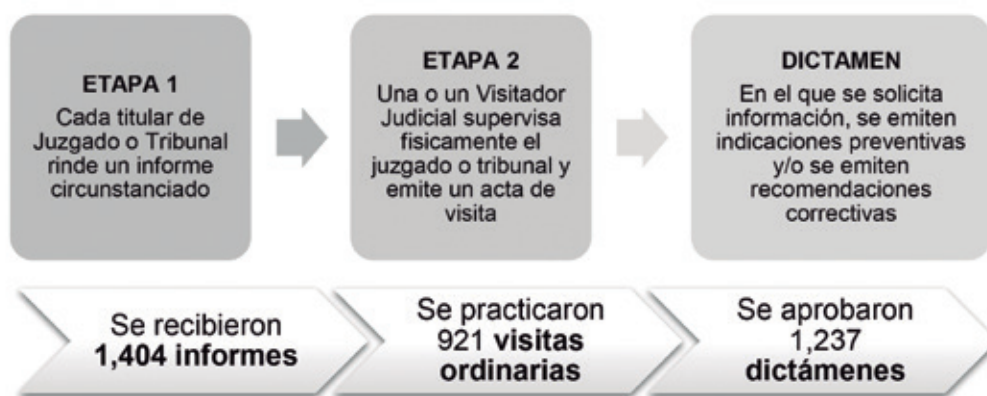 ETAPA 1
Cada titular de
Juzgado o Tribunal
rinde un informe
circunstanciado
ETAPA 2
Una o un Visitador
Judicial supervisa
fisicamente el
juzgado o tribunal y
emite un acta de
visita
DICTAMEN
En el que se solicita
información, se emiten
indicaciones preventivas
y/o se emiten
recomendaciones
correctivas
Se recibieron
1,404 informes
Se practicaron
921 visitas
ordinarias
Se aprobaron
1,237
dictámenes